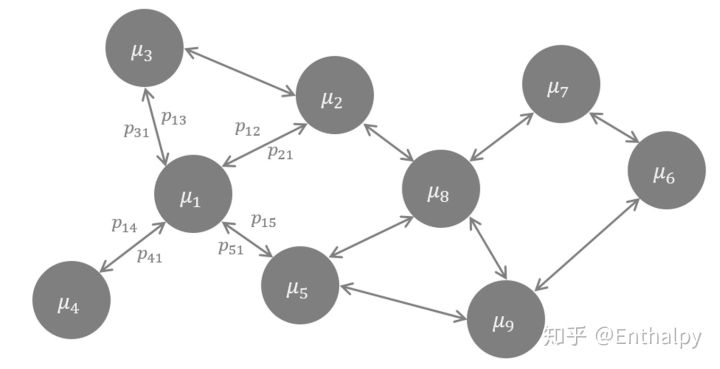 μ₃
μ₂
μ₇
p₃₁ p₁₃
p₁₂
p₂₁
μ₁
μ₈
μ₆
p₁₄
p₄₁
p₁₅
p₅₁
μ₄
μ₅
μ₉
知乎 @Enthalpy